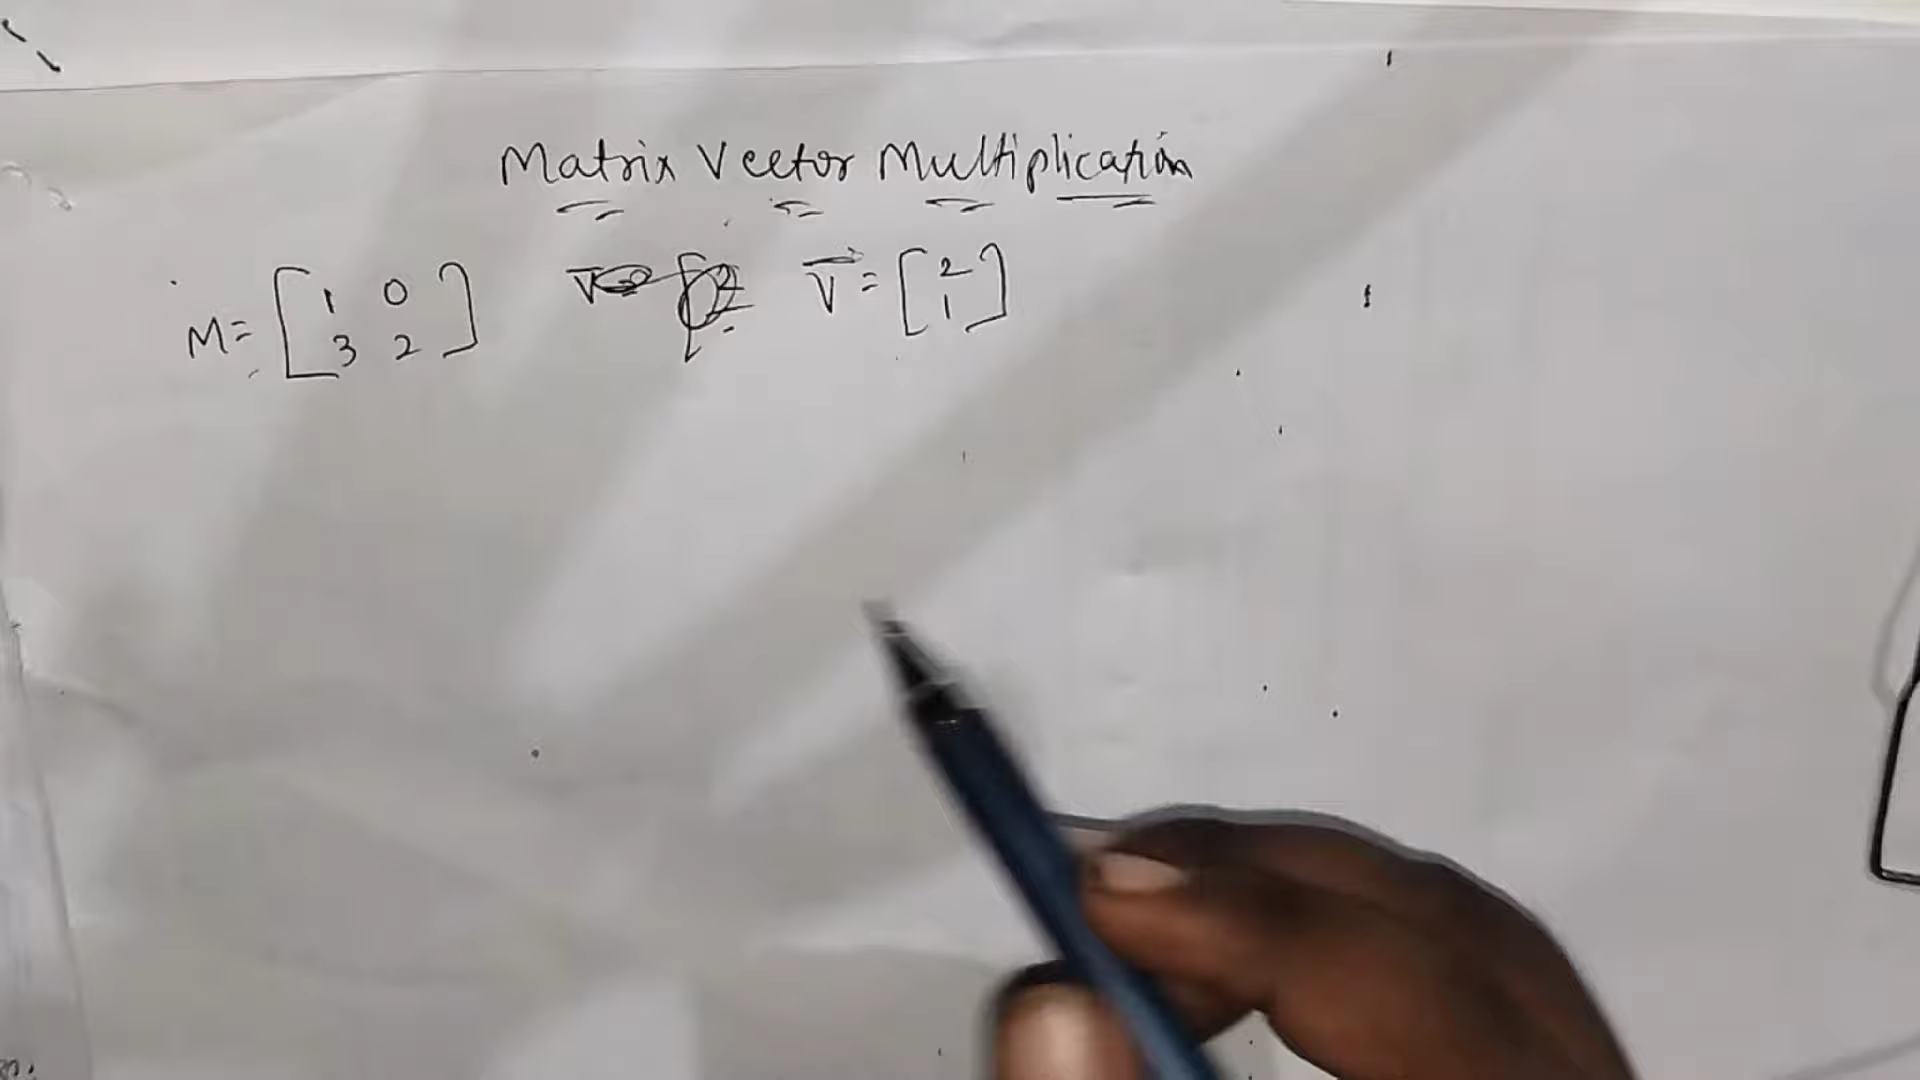 Matrix Vector Multiplication
M = [ 1 0 V⃗ = [ 2
3 2 ] 1 ]